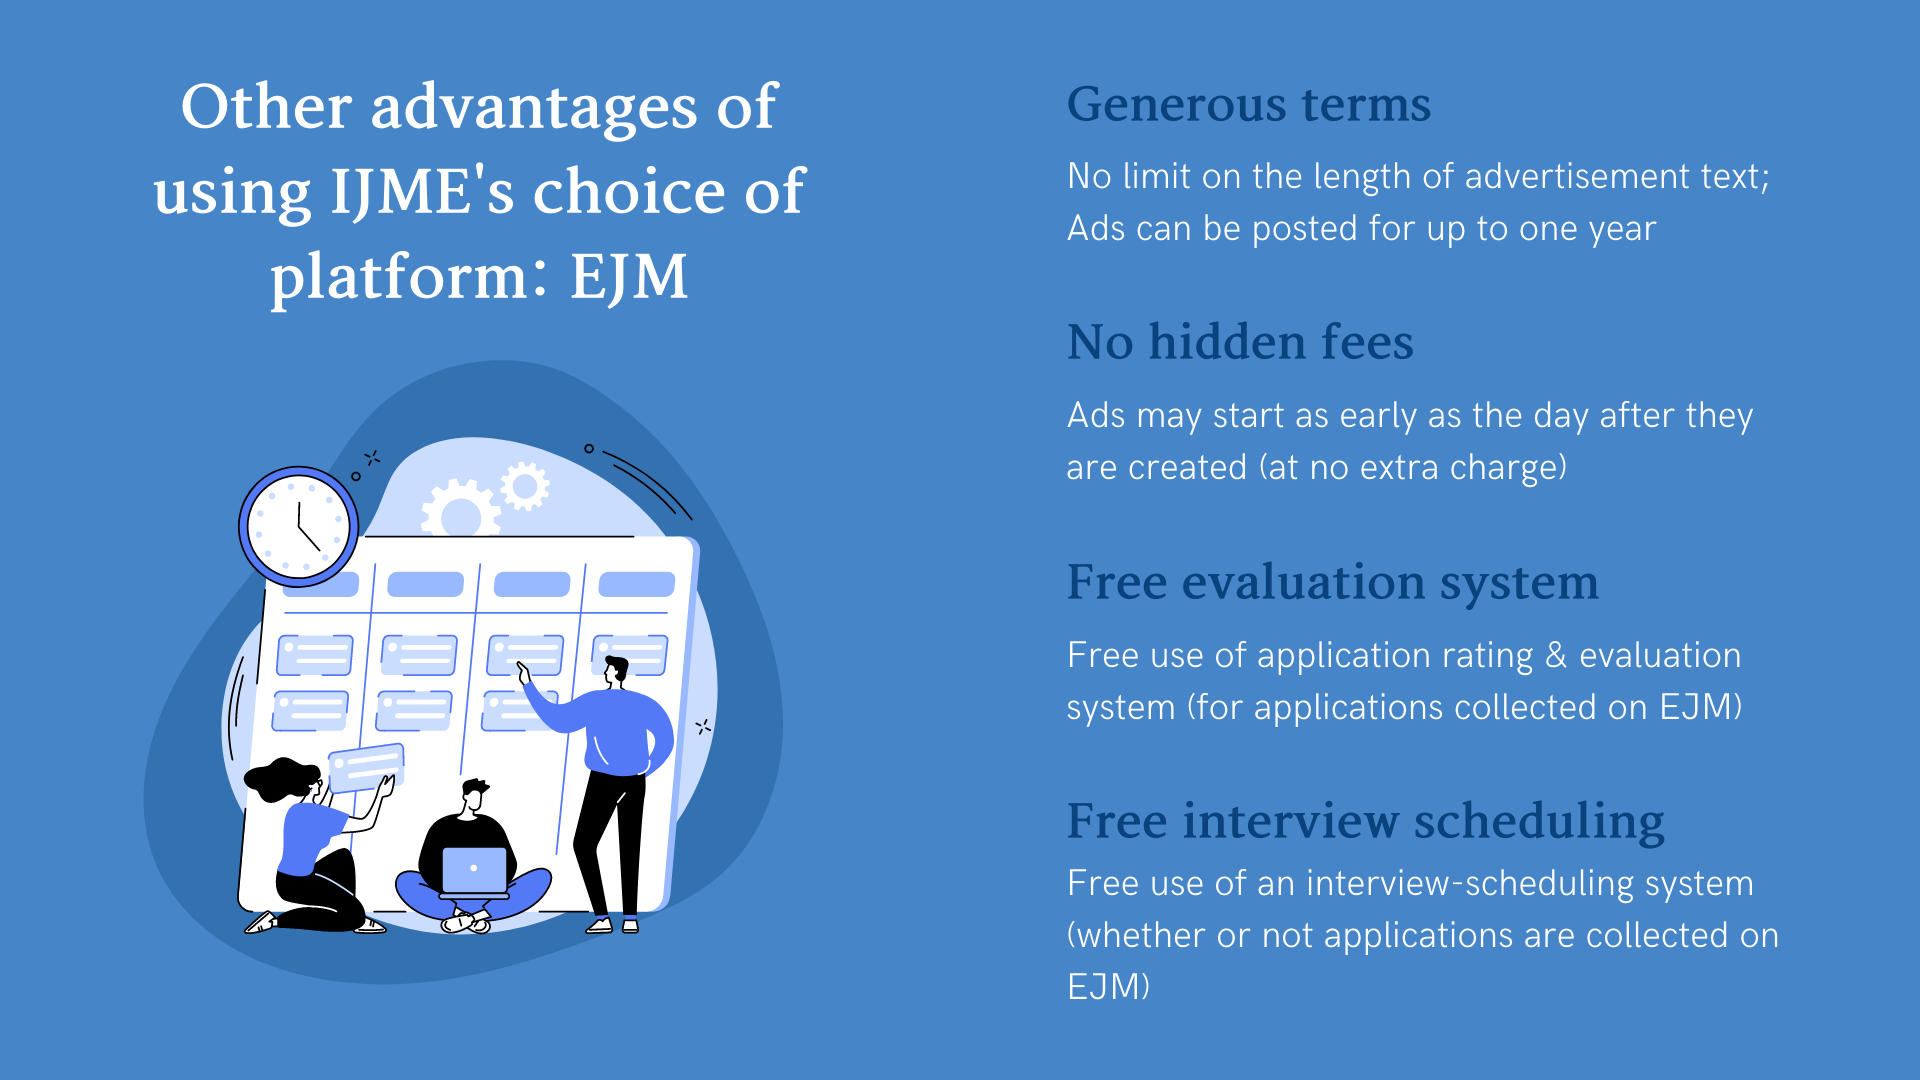 Other advantages of
using IJME's choice of
platform: EJM
Generous terms
No limit on the length of advertisement text;
Ads can be posted for up to one year
No hidden fees
Ads may start as early as the day after they
are created (at no extra charge)
Free evaluation system
Free use of application rating & evaluation
system (for applications collected on EJM)
Free interview scheduling
Free use of an interview-scheduling system
(whether or not applications are collected on
EJM)